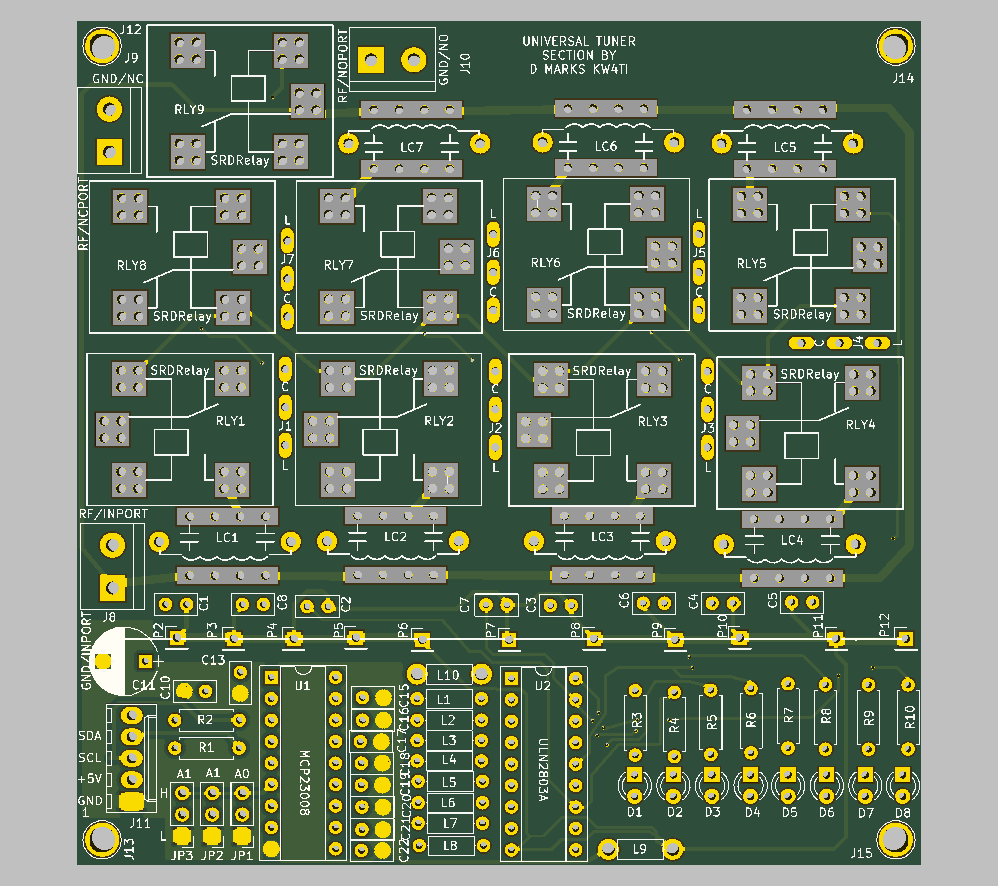 J12
J9
GND/NC
RLY9
SRDRelay
RF/NOPORT
GND/NO
J10
UNIVERSAL TUNER
SECTION BY
D MARKS KW4TI
J14
LC7
LC6
LC5
RF/NCPORT
RLY8
SRDRelay
L
J7
C
RLY7
SRDRelay
L
J6
C
RLY6
SRDRelay
L
J5
C
RLY5
SRDRelay
C
J4
L
SRDRelay
RLY1
C
J1
L
SRDRelay
RLY2
C
J2
L
SRDRelay
RLY3
C
J3
L
SRDRelay
RLY4
RF/INPORT
LC1
LC2
LC3
LC4
J8
GND/INPORT
C1
C8
C2
C7
C3
C6
C4
C5
P2
P3
P4
P5
P6
P7
P8
P9
P10
P11
P12
C11
+
C13
C10
U1
MCP23008
C15
C16
C17
C18
C19
C20
C21
C22
L10
L1
L2
L3
L4
L5
L6
L7
L8
U2
ULN2803A
R3
R4
R5
R6
R7
R8
R9
R10
R2
R1
SDA
SCL
+5V
GND
1
J11
A1
A1
A0
H
L
JP3
JP2
JP1
D1
D2
D3
D4
D5
D6
D7
D8
J13
L9
J15